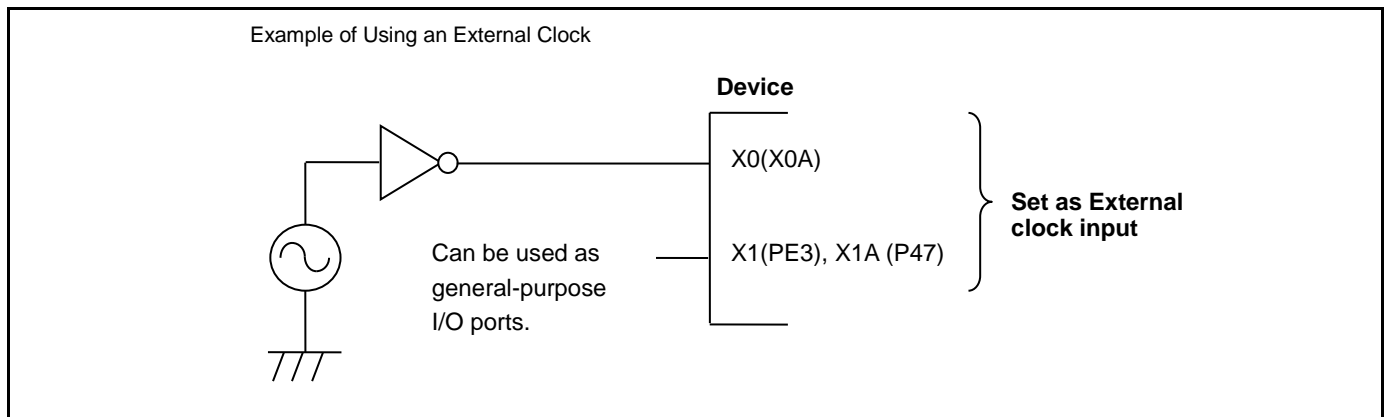 Example of Using an External Clock
Device
X0(X0A)
Set as External
clock input
Can be used as
general-purpose
I/O ports.
X1(PE3), X1A (P47)